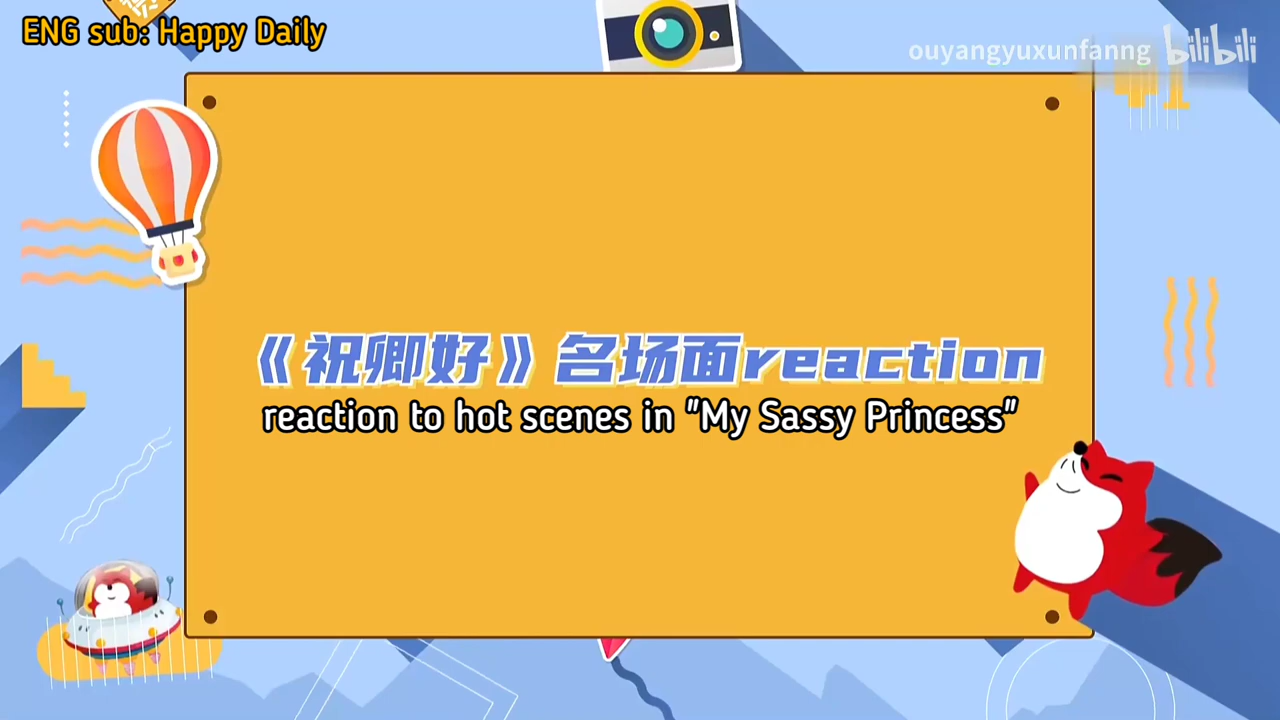 ENG sub: Happy Daily
ouyangyuxunfanng bilibili
《祝卿好》名场面reaction
reaction to hot scenes in "My Sassy Princess"